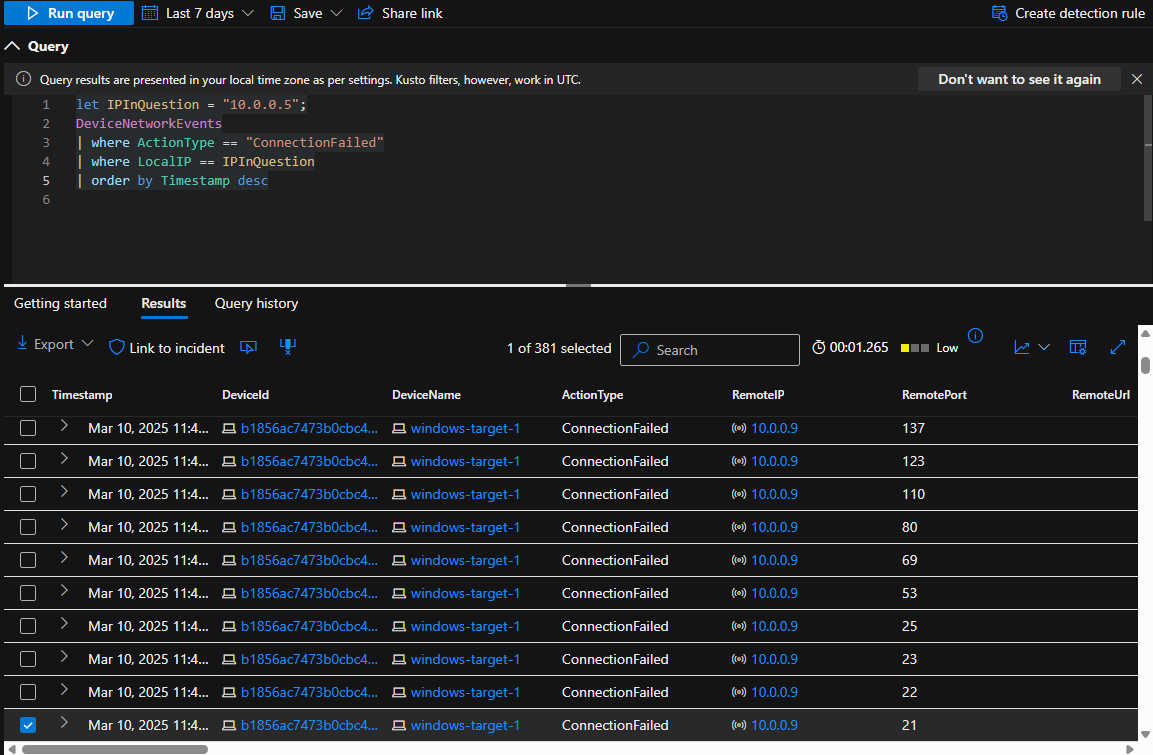 Run query Last 7 days Save Share link Create detection rule
Query
Query results are presented in your local time zone as per settings. Kusto filters, however, work in UTC. Don't want to see it again
1 let IPInQuestion = "10.0.0.5";
2 DeviceNetworkEvents
3 | where ActionType == "ConnectionFailed"
4 | where LocalIP == IPInQuestion
5 | order by Timestamp desc
6
Getting started Results Query history
Export Link to incident 1 of 381 selected Search 00:01.265 Low
Timestamp DeviceId DeviceName ActionType RemoteIP RemotePort RemoteUrl
Mar 10, 2025 11:4... b1856ac7473b0cbc4... windows-target-1 ConnectionFailed 10.0.0.9 137
Mar 10, 2025 11:4... b1856ac7473b0cbc4... windows-target-1 ConnectionFailed 10.0.0.9 123
Mar 10, 2025 11:4... b1856ac7473b0cbc4... windows-target-1 ConnectionFailed 10.0.0.9 110
Mar 10, 2025 11:4... b1856ac7473b0cbc4... windows-target-1 ConnectionFailed 10.0.0.9 80
Mar 10, 2025 11:4... b1856ac7473b0cbc4... windows-target-1 ConnectionFailed 10.0.0.9 69
Mar 10, 2025 11:4... b1856ac7473b0cbc4... windows-target-1 ConnectionFailed 10.0.0.9 53
Mar 10, 2025 11:4... b1856ac7473b0cbc4... windows-target-1 ConnectionFailed 10.0.0.9 25
Mar 10, 2025 11:4... b1856ac7473b0cbc4... windows-target-1 ConnectionFailed 10.0.0.9 23
Mar 10, 2025 11:4... b1856ac7473b0cbc4... windows-target-1 ConnectionFailed 10.0.0.9 22
Mar 10, 2025 11:4... b1856ac7473b0cbc4... windows-target-1 ConnectionFailed 10.0.0.9 21